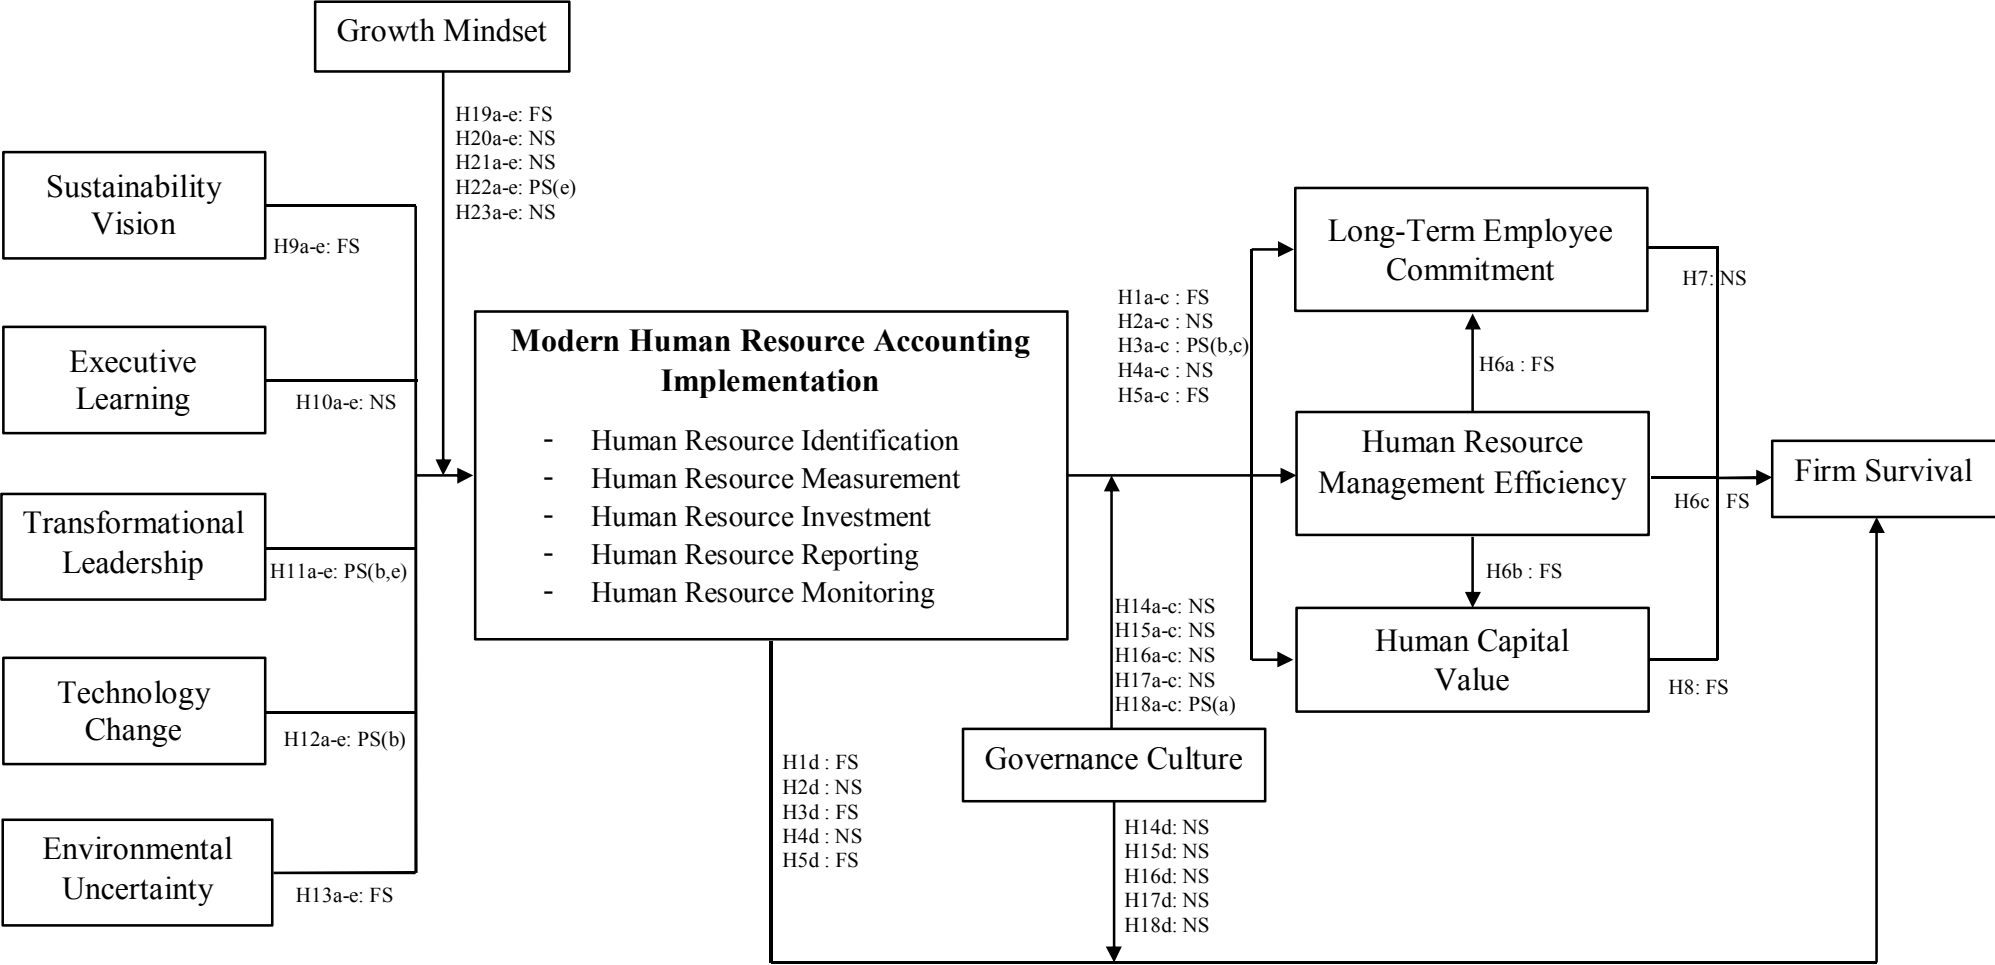 Growth Mindset
H19a-e: FS
H20a-e: NS
H21a-e: NS
H22a-e: PS(e)
H23a-e: NS
Sustainability
Vision
H9a-e: FS
Executive
Learning
H10a-e: NS
Transformational
Leadership
H11a-e: PS(b,e)
Technology
Change
H12a-e: PS(b)
Environmental
Uncertainty
H13a-e: FS
Modern Human Resource Accounting
Implementation
- Human Resource Identification
- Human Resource Measurement
- Human Resource Investment
- Human Resource Reporting
- Human Resource Monitoring
H1d : FS
H2d : NS
H3d : FS
H4d : NS
H5d : FS
H1a-c : FS
H2a-c : NS
H3a-c : PS(b,c)
H4a-c : NS
H5a-c : FS
H14a-c: NS
H15a-c: NS
H16a-c: NS
H17a-c: NS
H18a-c: PS(a)
Governance Culture
H14d: NS
H15d: NS
H16d: NS
H17d: NS
H18d: NS
Long-Term Employee
Commitment
H6a : FS
Human Resource
Management Efficiency
H6b : FS
Human Capital
Value
H7: NS
H6c FS
H8: FS
Firm Survival